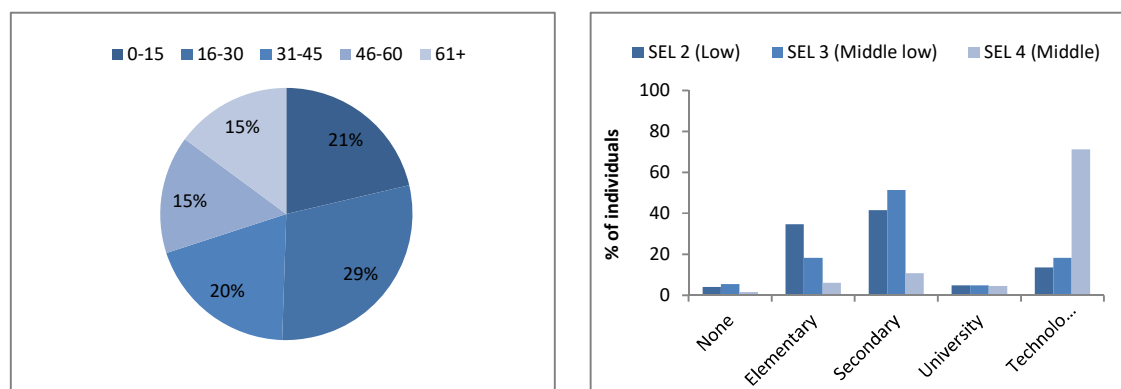 0-15 16-30 31-45 46-60 61+
15%
21%
15%
20%
29%
SEL 2 (Low) SEL 3 (Middle low) SEL 4 (Middle)
% of individuals
100
80
60
40
20
0
None
Elementary
Secondary
University
Technolo...